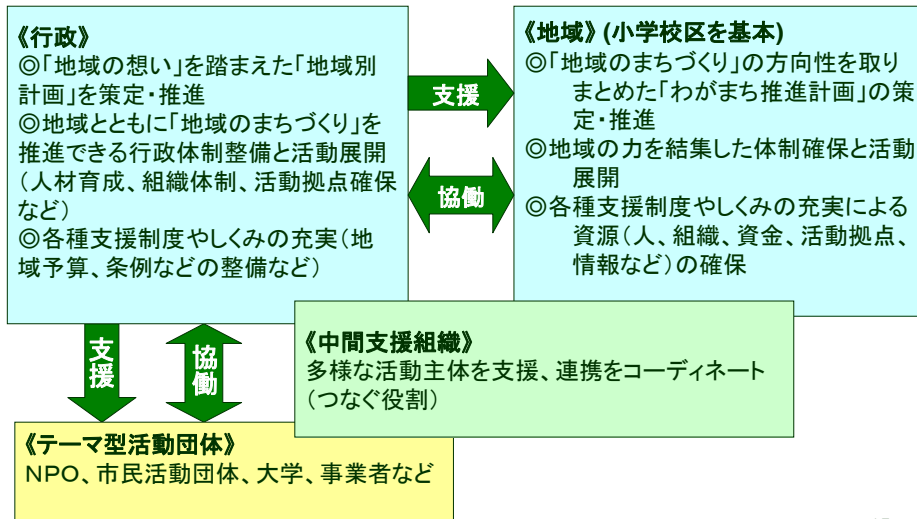 《行政》
◎「地域の想い」を踏まえた「地域別
計画」を策定・推進
◎地域とともに「地域のまちづくり」を
推進できる行政体制整備と活動展開
(人材育成、組織体制、活動拠点確保
など)
◎各種支援制度やしくみの充実(地
域予算、条例などの整備など)
支援
協働
《地域》 (小学校区を基本)
◎「地域のまちづくり」の方向性を取り
まとめた「わがまち推進計画」の策
定・推進
◎地域の力を結集した体制確保と活動
展開
◎各種支援制度やしくみの充実による
資源(人、組織、資金、活動拠点、
情報など)の確保
支援
協働
《中間支援組織》
多様な活動主体を支援、連携をコーディネート
(つなぐ役割)
《テーマ型活動団体》
NPO、市民活動団体、大学、事業者など